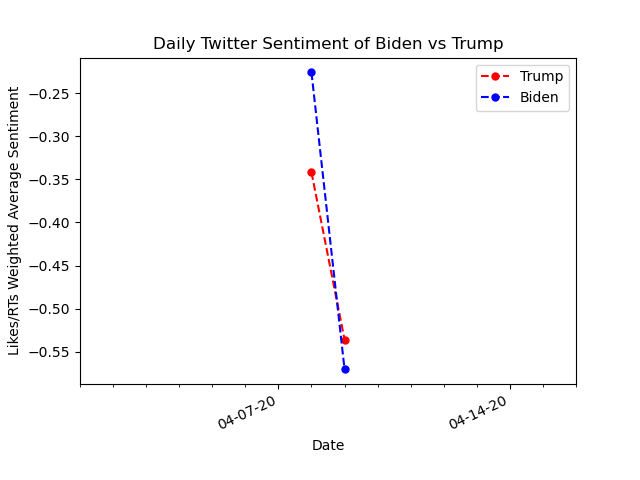 Daily Twitter Sentiment of Biden vs Trump
Trump
Biden
Likes/RTs Weighted Average Sentiment
−0.25
−0.30
−0.35
−0.40
−0.45
−0.50
−0.55
04-07-20
04-14-20
Date